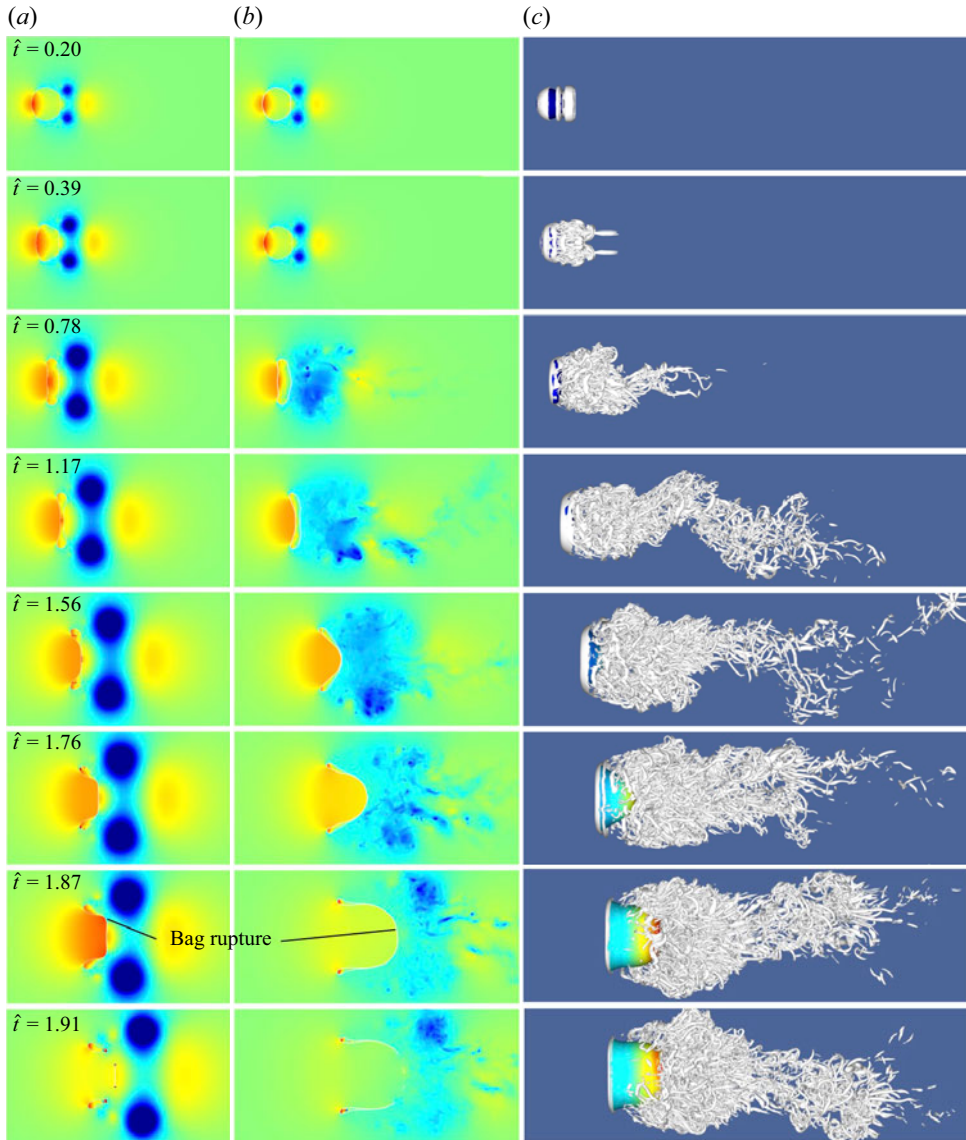 (a) (b) (c)
t̂ = 0.20
t̂ = 0.39
t̂ = 0.78
t̂ = 1.17
t̂ = 1.56
t̂ = 1.76
t̂ = 1.87
Bag rupture
t̂ = 1.91